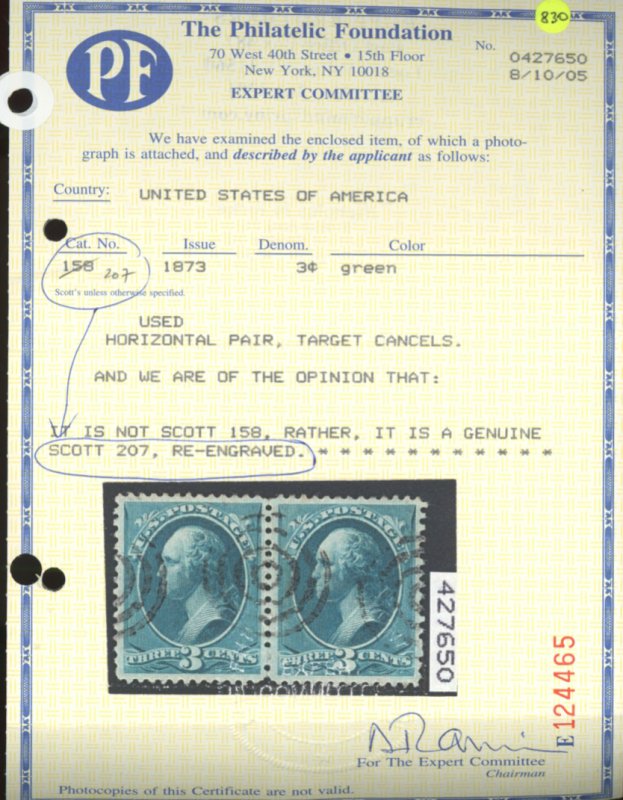 830
PF
The Philatelic Foundation
70 West 40th Street • 15th Floor
New York, NY 10018
EXPERT COMMITTEE
No.
0427650
8/10/05
We have examined the enclosed item, of which a photo-
graph is attached, and described by the applicant as follows:
Country: UNITED STATES OF AMERICA
Cat. No. Issue Denom. Color
158 207 1873 3¢ green
Scott's unless otherwise specified.
USED
HORIZONTAL PAIR, TARGET CANCELS.
AND WE ARE OF THE OPINION THAT:
IT IS NOT SCOTT 158, RATHER, IT IS A GENUINE
SCOTT 207, RE-ENGRAVED. * * * * * * * * * * *
U.S. POSTAGE U.S. POSTAGE
THREE 3 CENTS THREE 3 CENTS
427650
E124465
For The Expert Committee
Chairman
Photocopies of this Certificate are not valid.